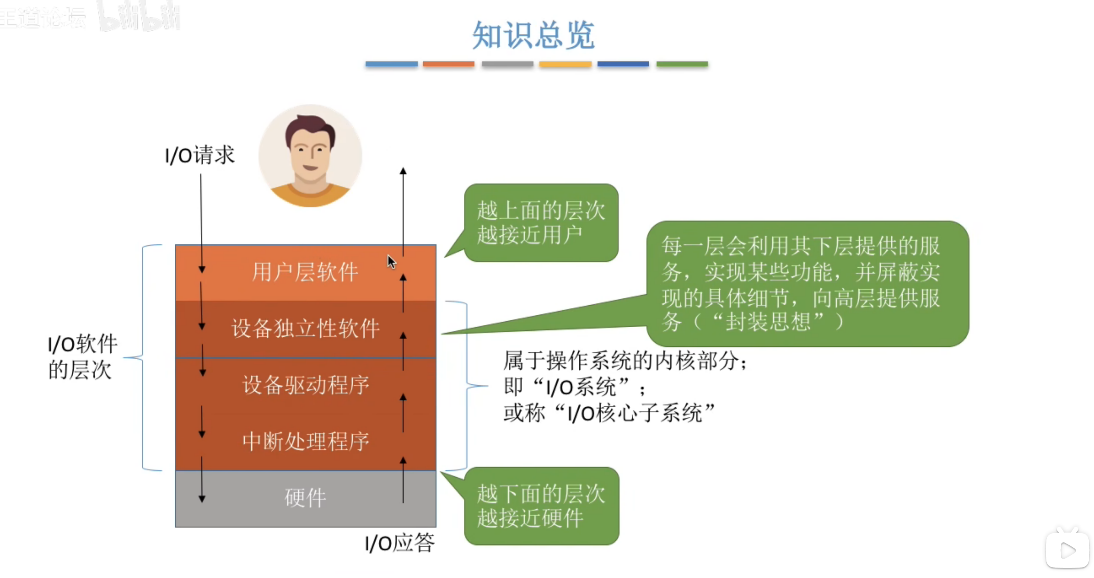 王道论坛 bilibili
知识总览
I/O请求
越上面的层次
越接近用户
每一层会利用其下层提供的服
务，实现某些功能，并屏蔽实
现的具体细节，向高层提供服
务（“封装思想”）
用户层软件
设备独立性软件
设备驱动程序
中断处理程序
硬件
I/O软件
的层次
属于操作系统的内核部分；
即“I/O系统”；
或称“I/O核心子系统”
越下面的层次
越接近硬件
I/O应答